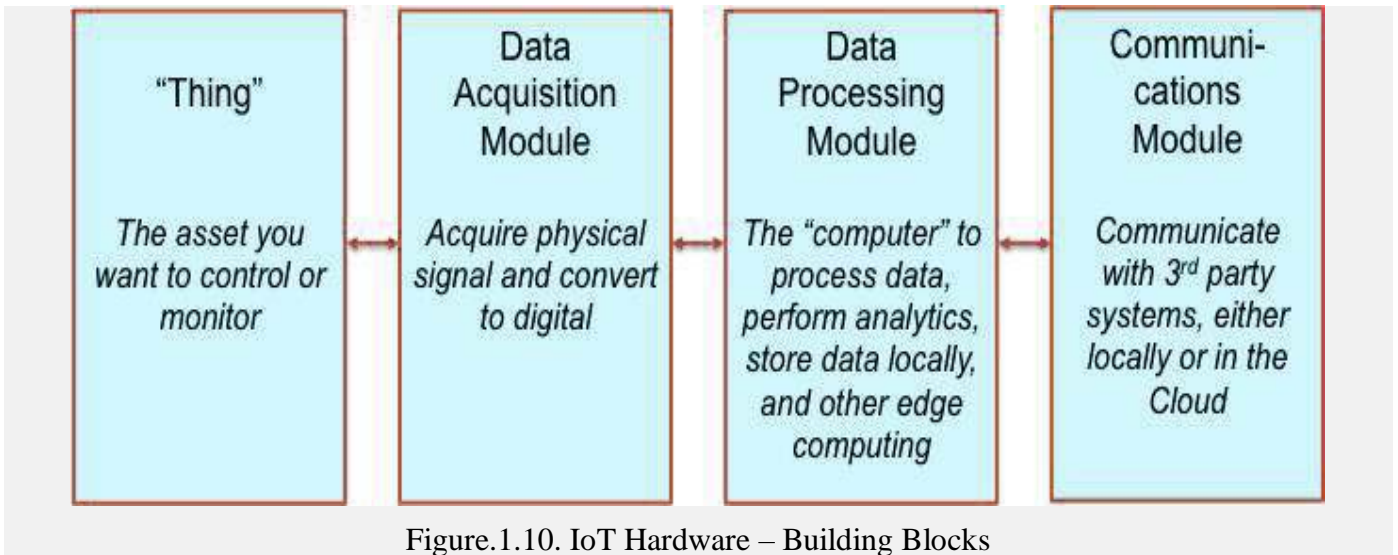 “Thing”
The asset you
want to control or
monitor
Data
Acquisition
Module
Acquire physical
signal and convert
to digital
Data
Processing
Module
The “computer” to
process data,
perform analytics,
store data locally,
and other edge
computing
Communi-
cations
Module
Communicate
with 3rd party
systems, either
locally or in the
Cloud
Figure.1.10. IoT Hardware – Building Blocks